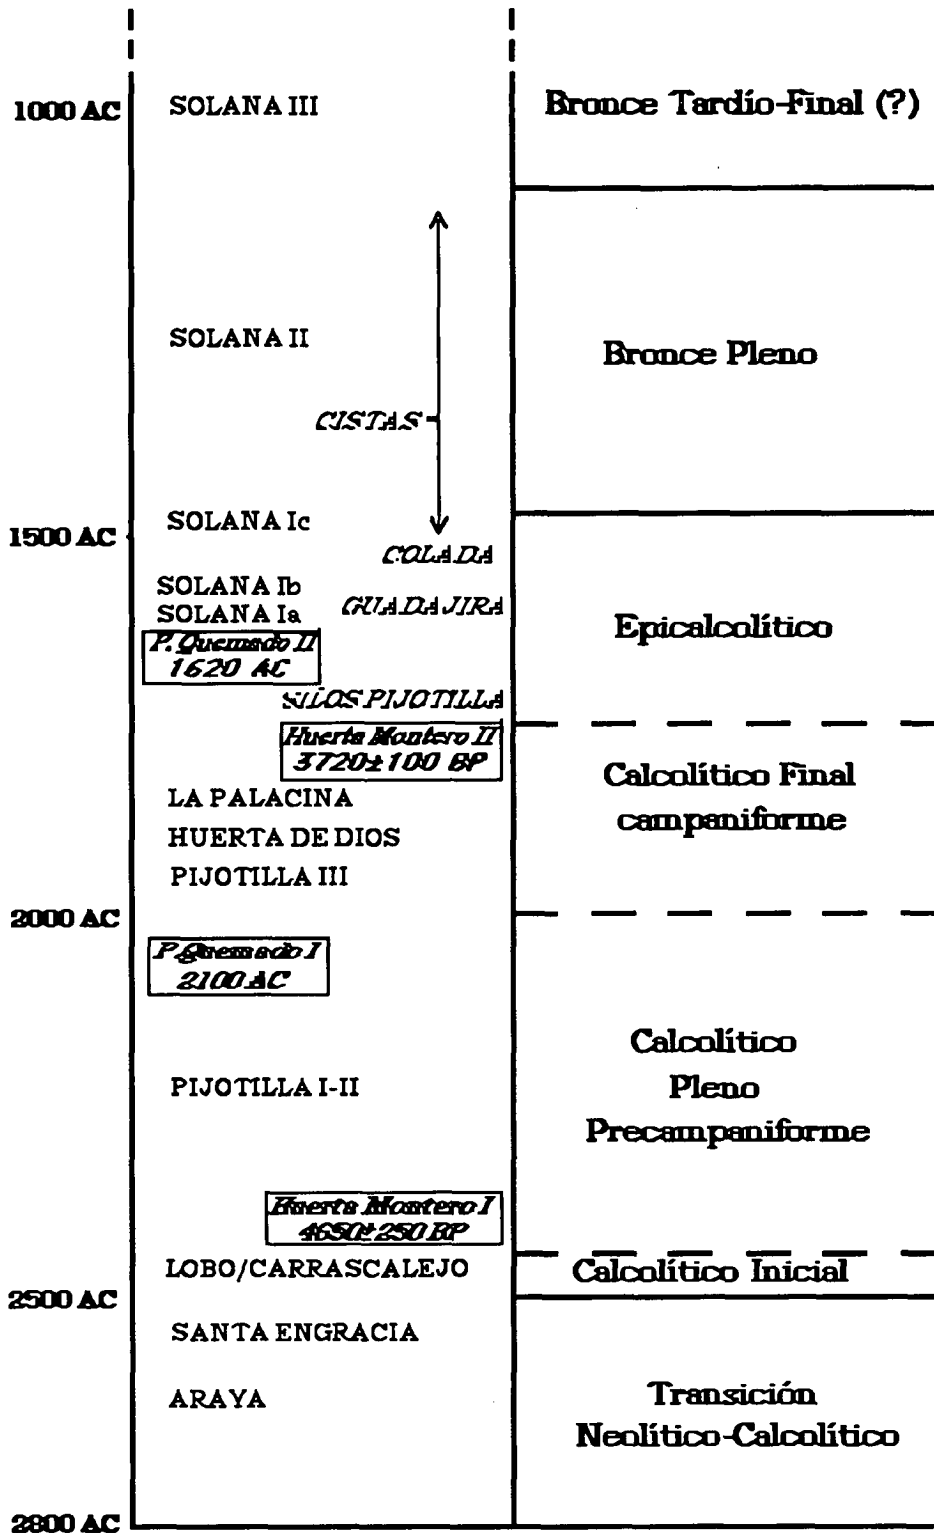 1000 AC
SOLANA III
Bronce Tardío-Final (?)
SOLANA II
Bronce Pleno
CISTAS
SOLANA Ic
1500 AC
COLADA
SOLANA Ib
GUADAJIRA
SOLANA Ia
Epicalcolítico
P. Quemado II
1620 AC
SILOS PIJOTILLA
Huerta Montero II
3720±100 BP
Calcolítico Final
campaniforme
LA PALACINA
HUERTA DE DIOS
PIJOTILLA III
2000 AC
P.Quemado I
2100 AC
Calcolítico
Pleno
Precampaniforme
PIJOTILLA I-II
Huerta Montero I
4650±250 BP
LOBO/CARRASCALEJO
Calcolítico Inicial
2500 AC
SANTA ENGRACIA
ARAYA
Transición
Neolítico-Calcolítico
2800 AC